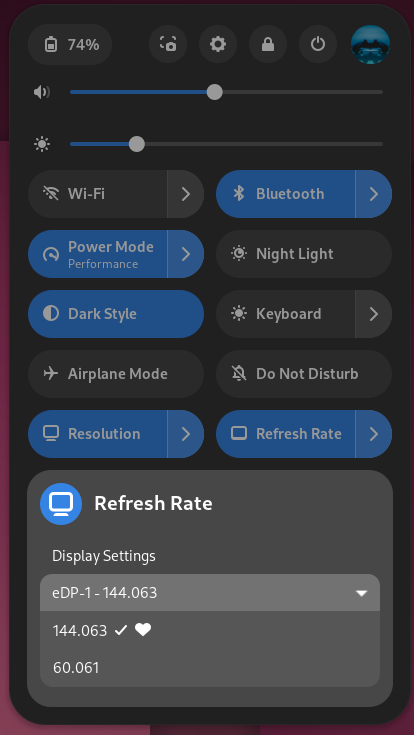 74%
Wi-Fi
Bluetooth
Power Mode
Performance
Night Light
Dark Style
Keyboard
Airplane Mode
Do Not Disturb
Resolution
Refresh Rate
Refresh Rate
Display Settings
eDP-1 - 144.063
144.063
60.061